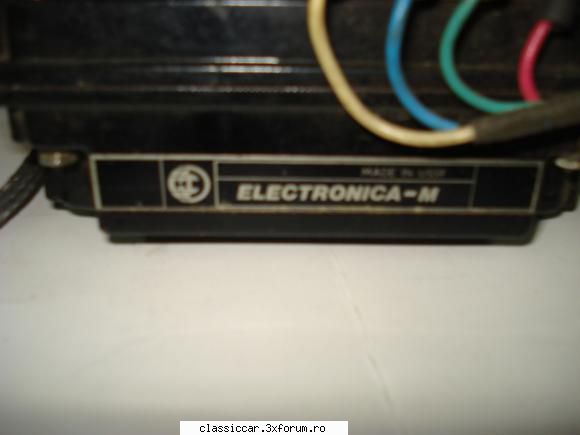 MADE IN USSR
ELECTRONICA-M
classiccar.3xforum.ro